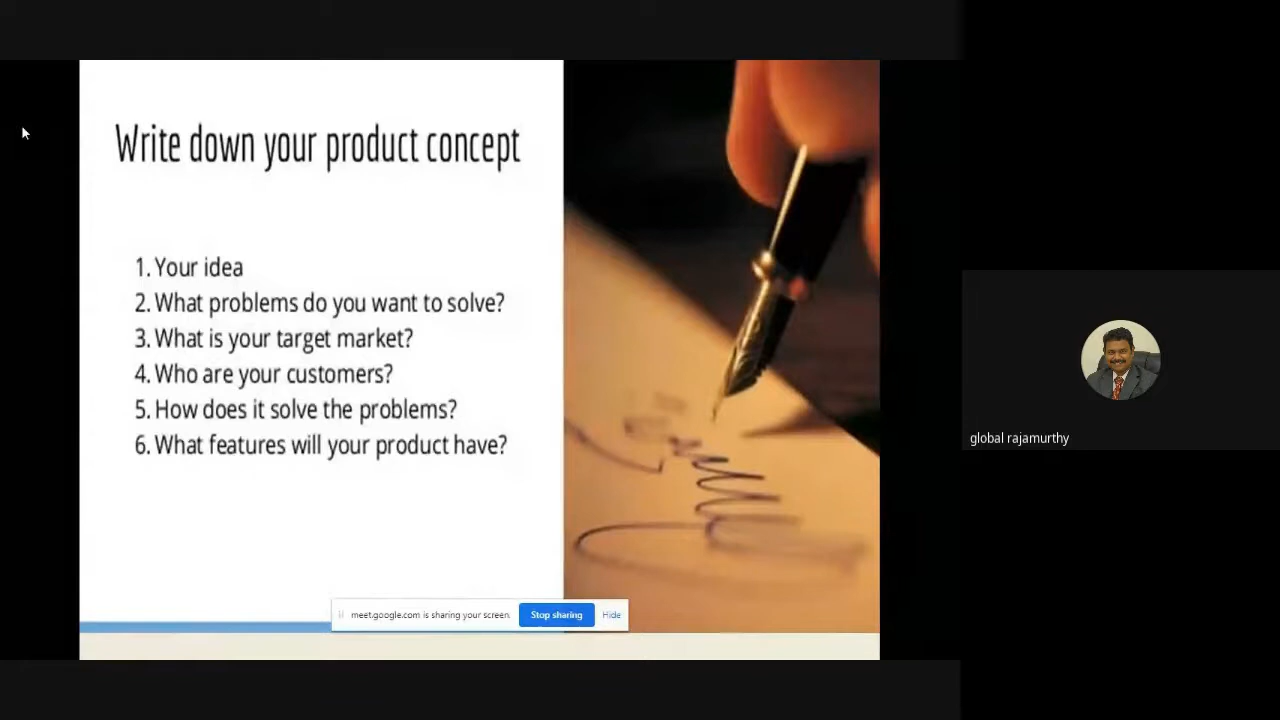 Write down your product concept
1. Your idea
2. What problems do you want to solve?
3. What is your target market?
4. Who are your customers?
5. How does it solve the problems?
6. What features will your product have?
meet.google.com is sharing your screen.
Stop sharing
Hide
global rajamurthy